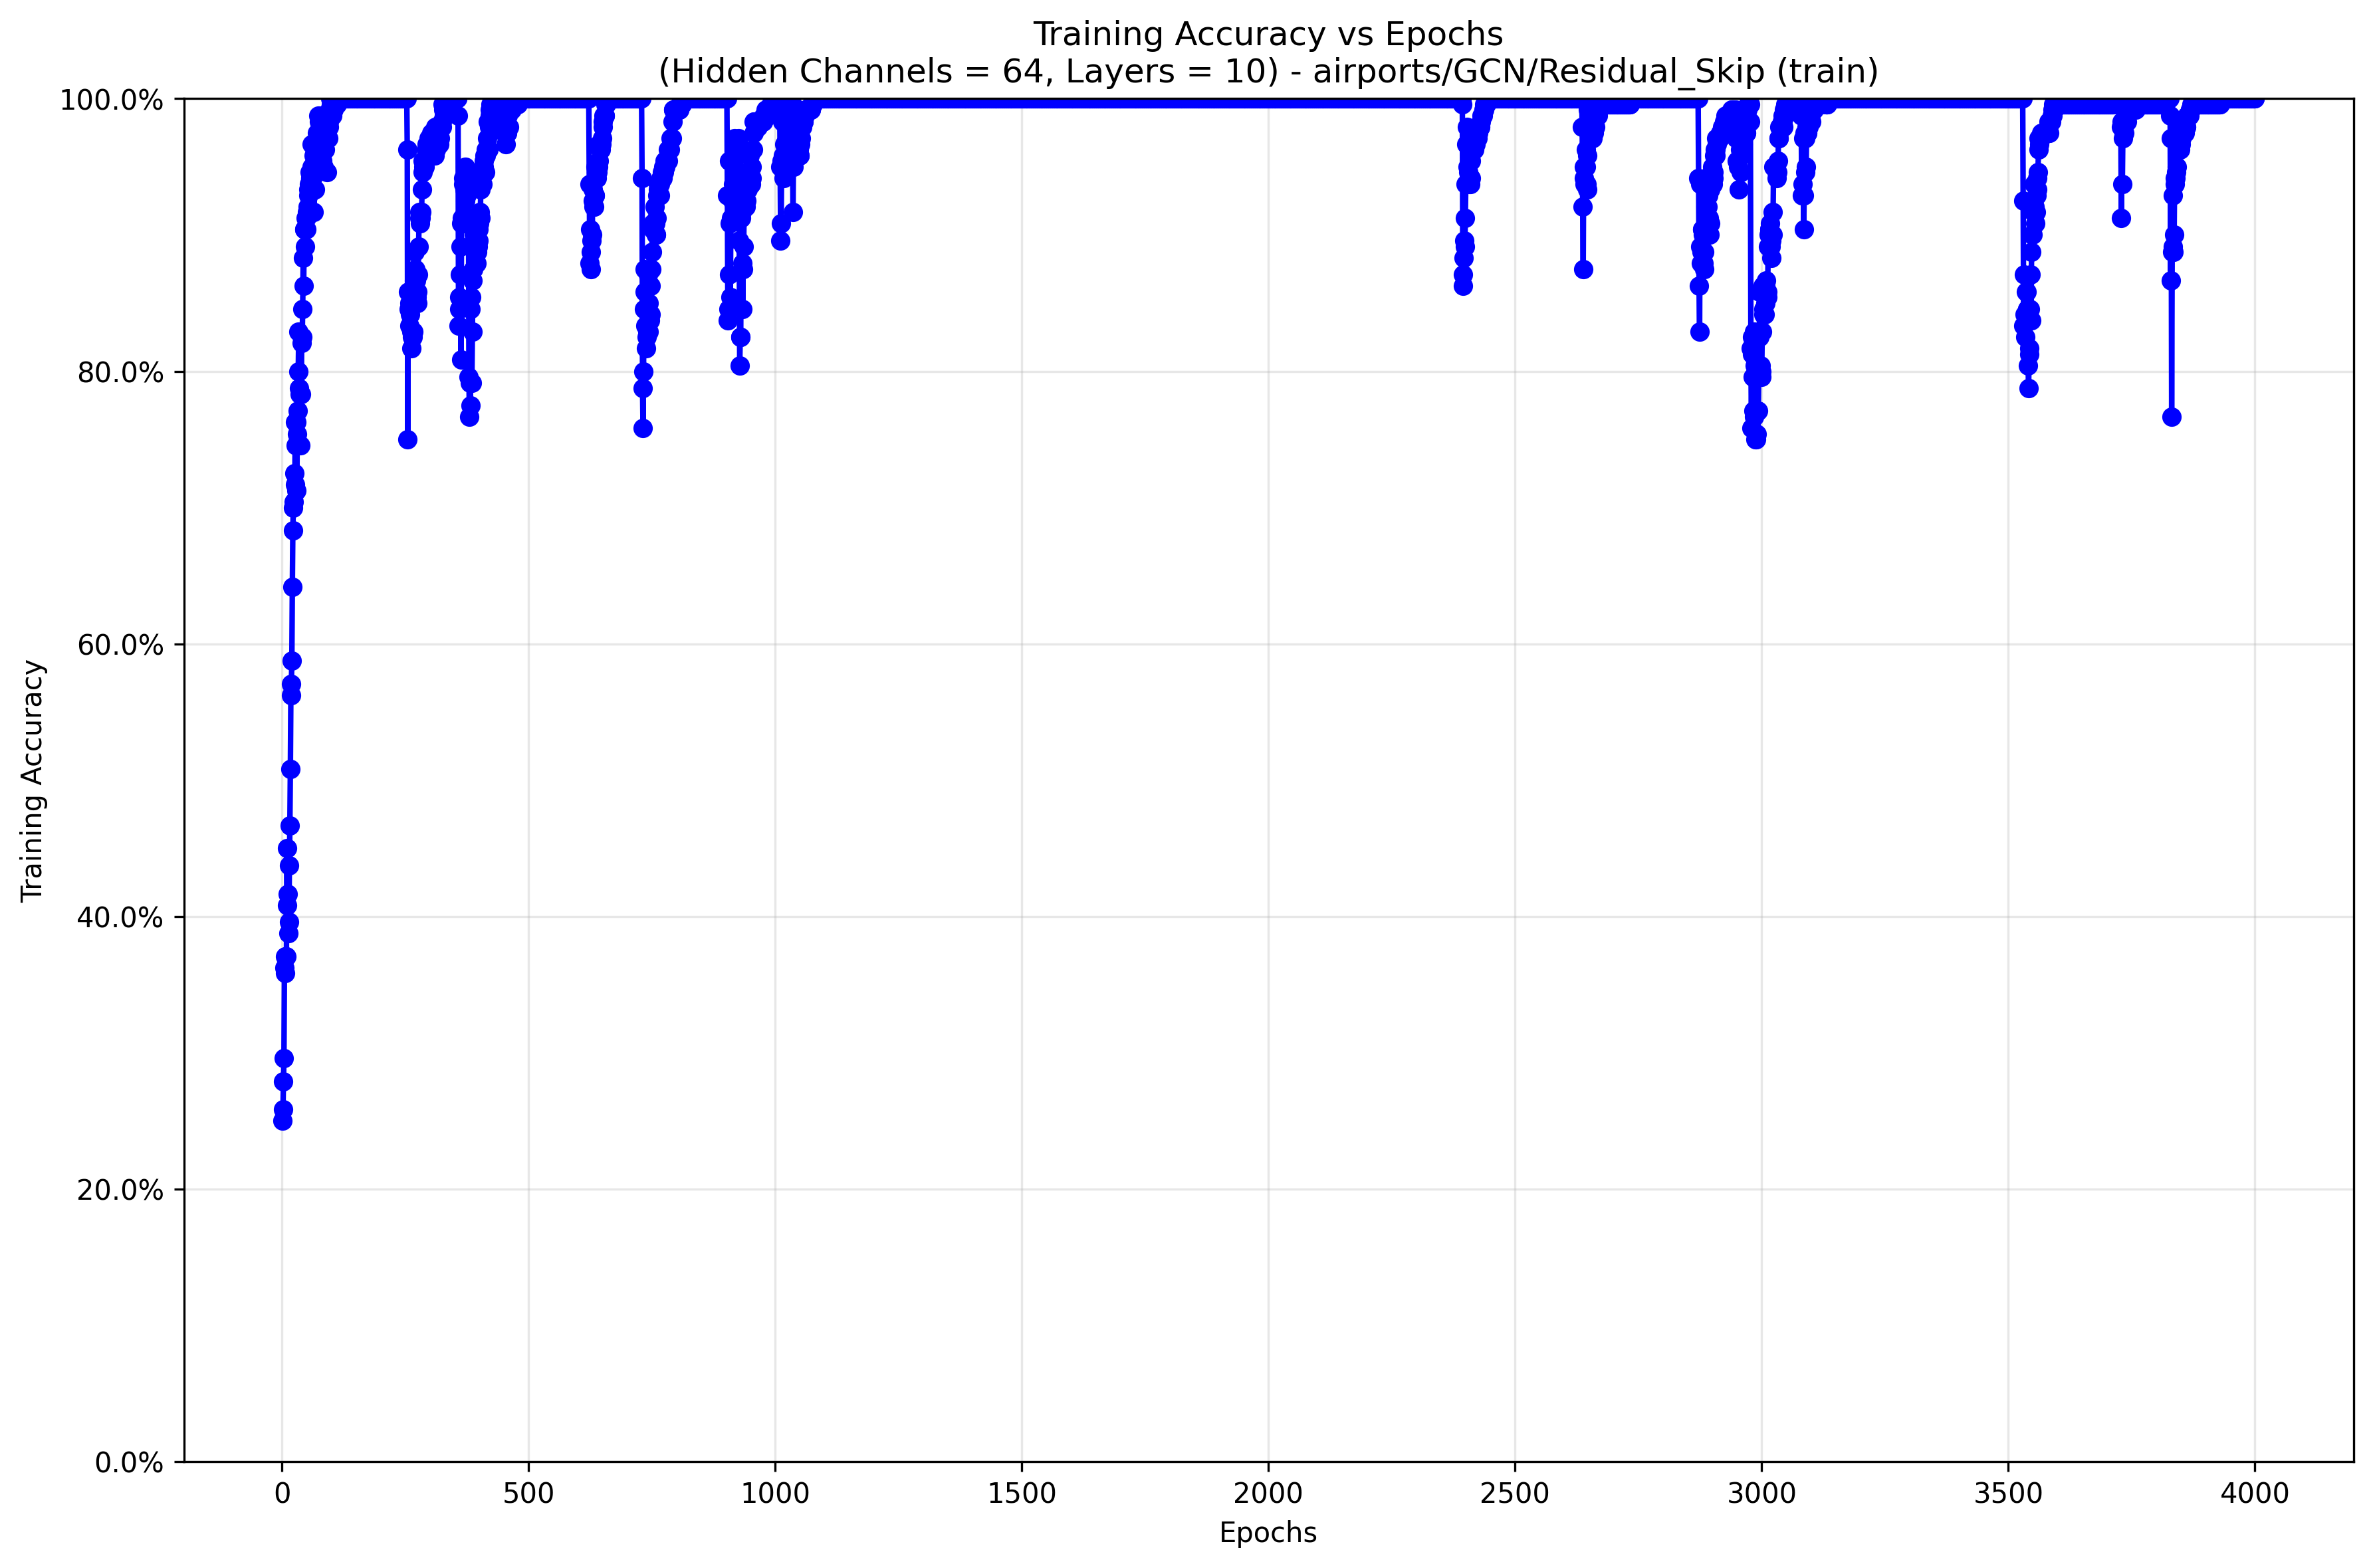 Training Accuracy vs Epochs
(Hidden Channels = 64, Layers = 10) - airports/GCN/Residual_Skip (train)
Training Accuracy
100.0%
80.0%
60.0%
40.0%
20.0%
0.0%
0 500 1000 1500 2000 2500 3000 3500 4000
Epochs